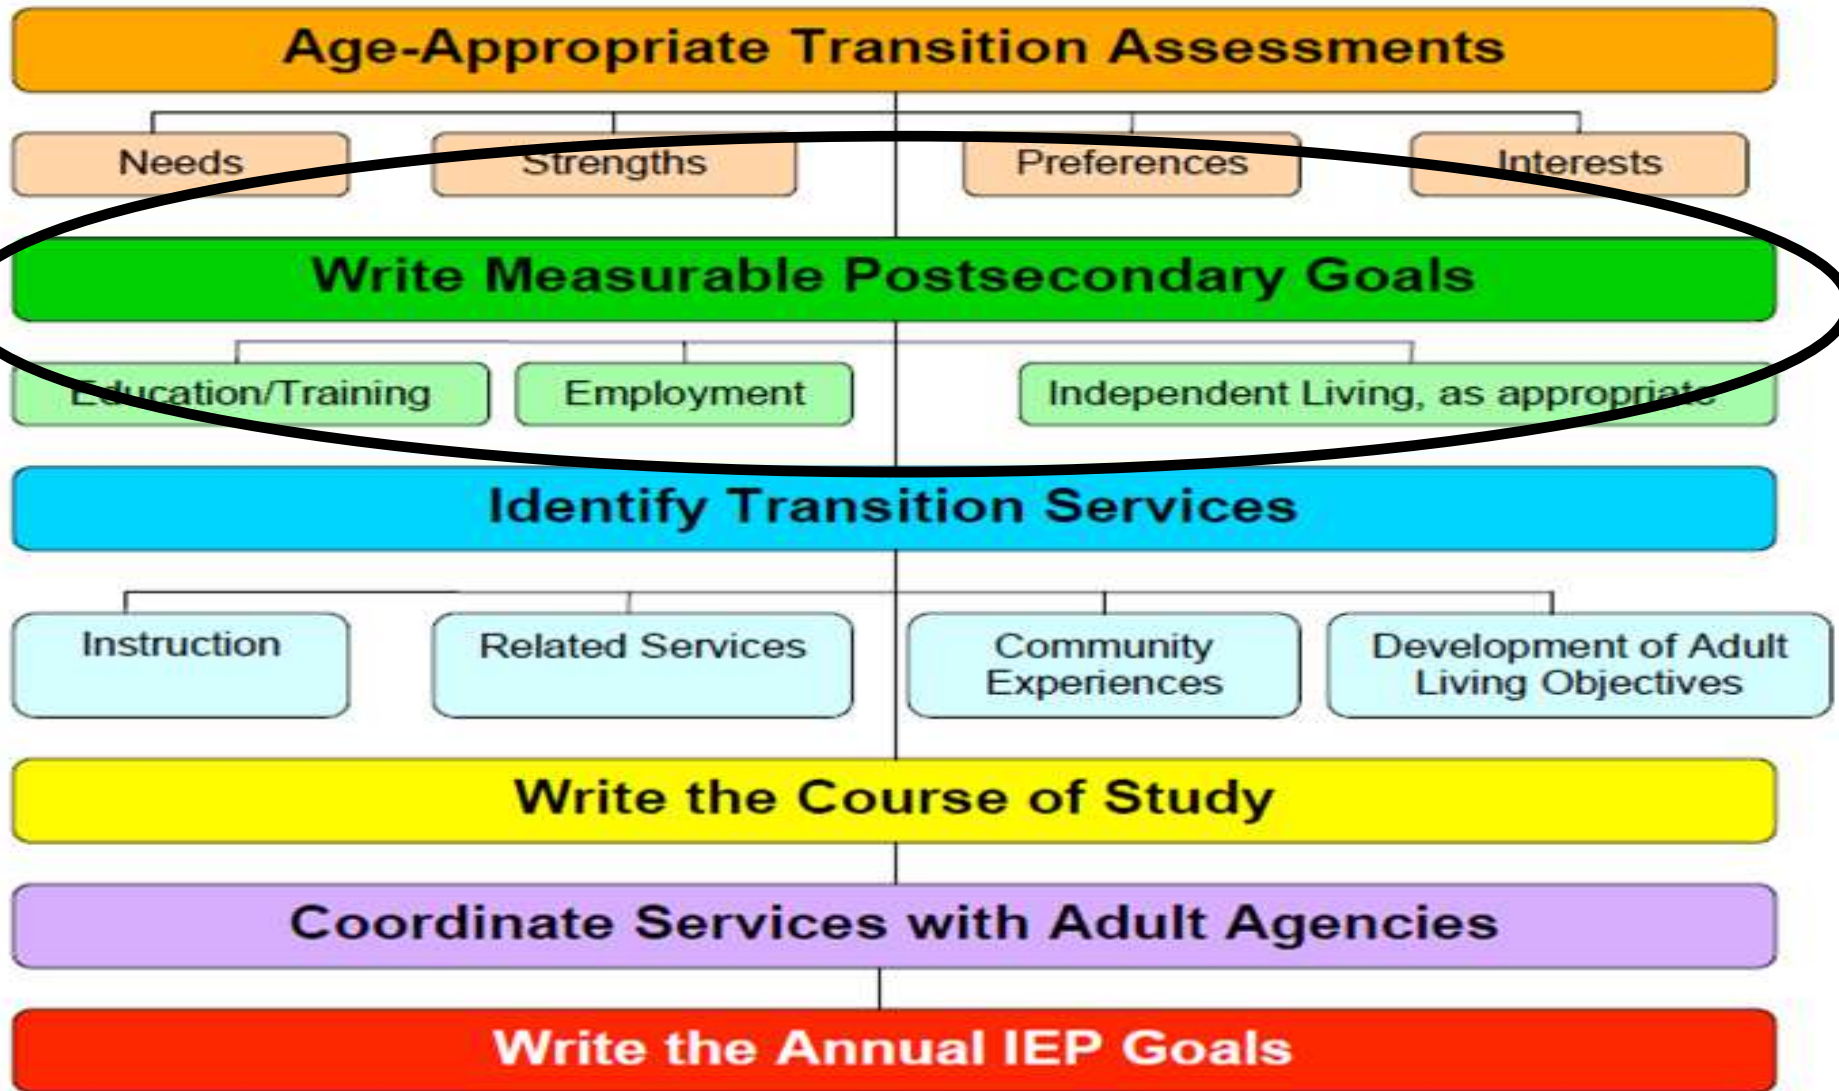 Age-Appropriate Transition Assessments
Needs
Strengths
Preferences
Interests
Write Measurable Postsecondary Goals
Education/Training
Employment
Independent Living, as appropriate
Identify Transition Services
Instruction
Related Services
Community
Experiences
Development of Adult
Living Objectives
Write the Course of Study
Coordinate Services with Adult Agencies
Write the Annual IEP Goals